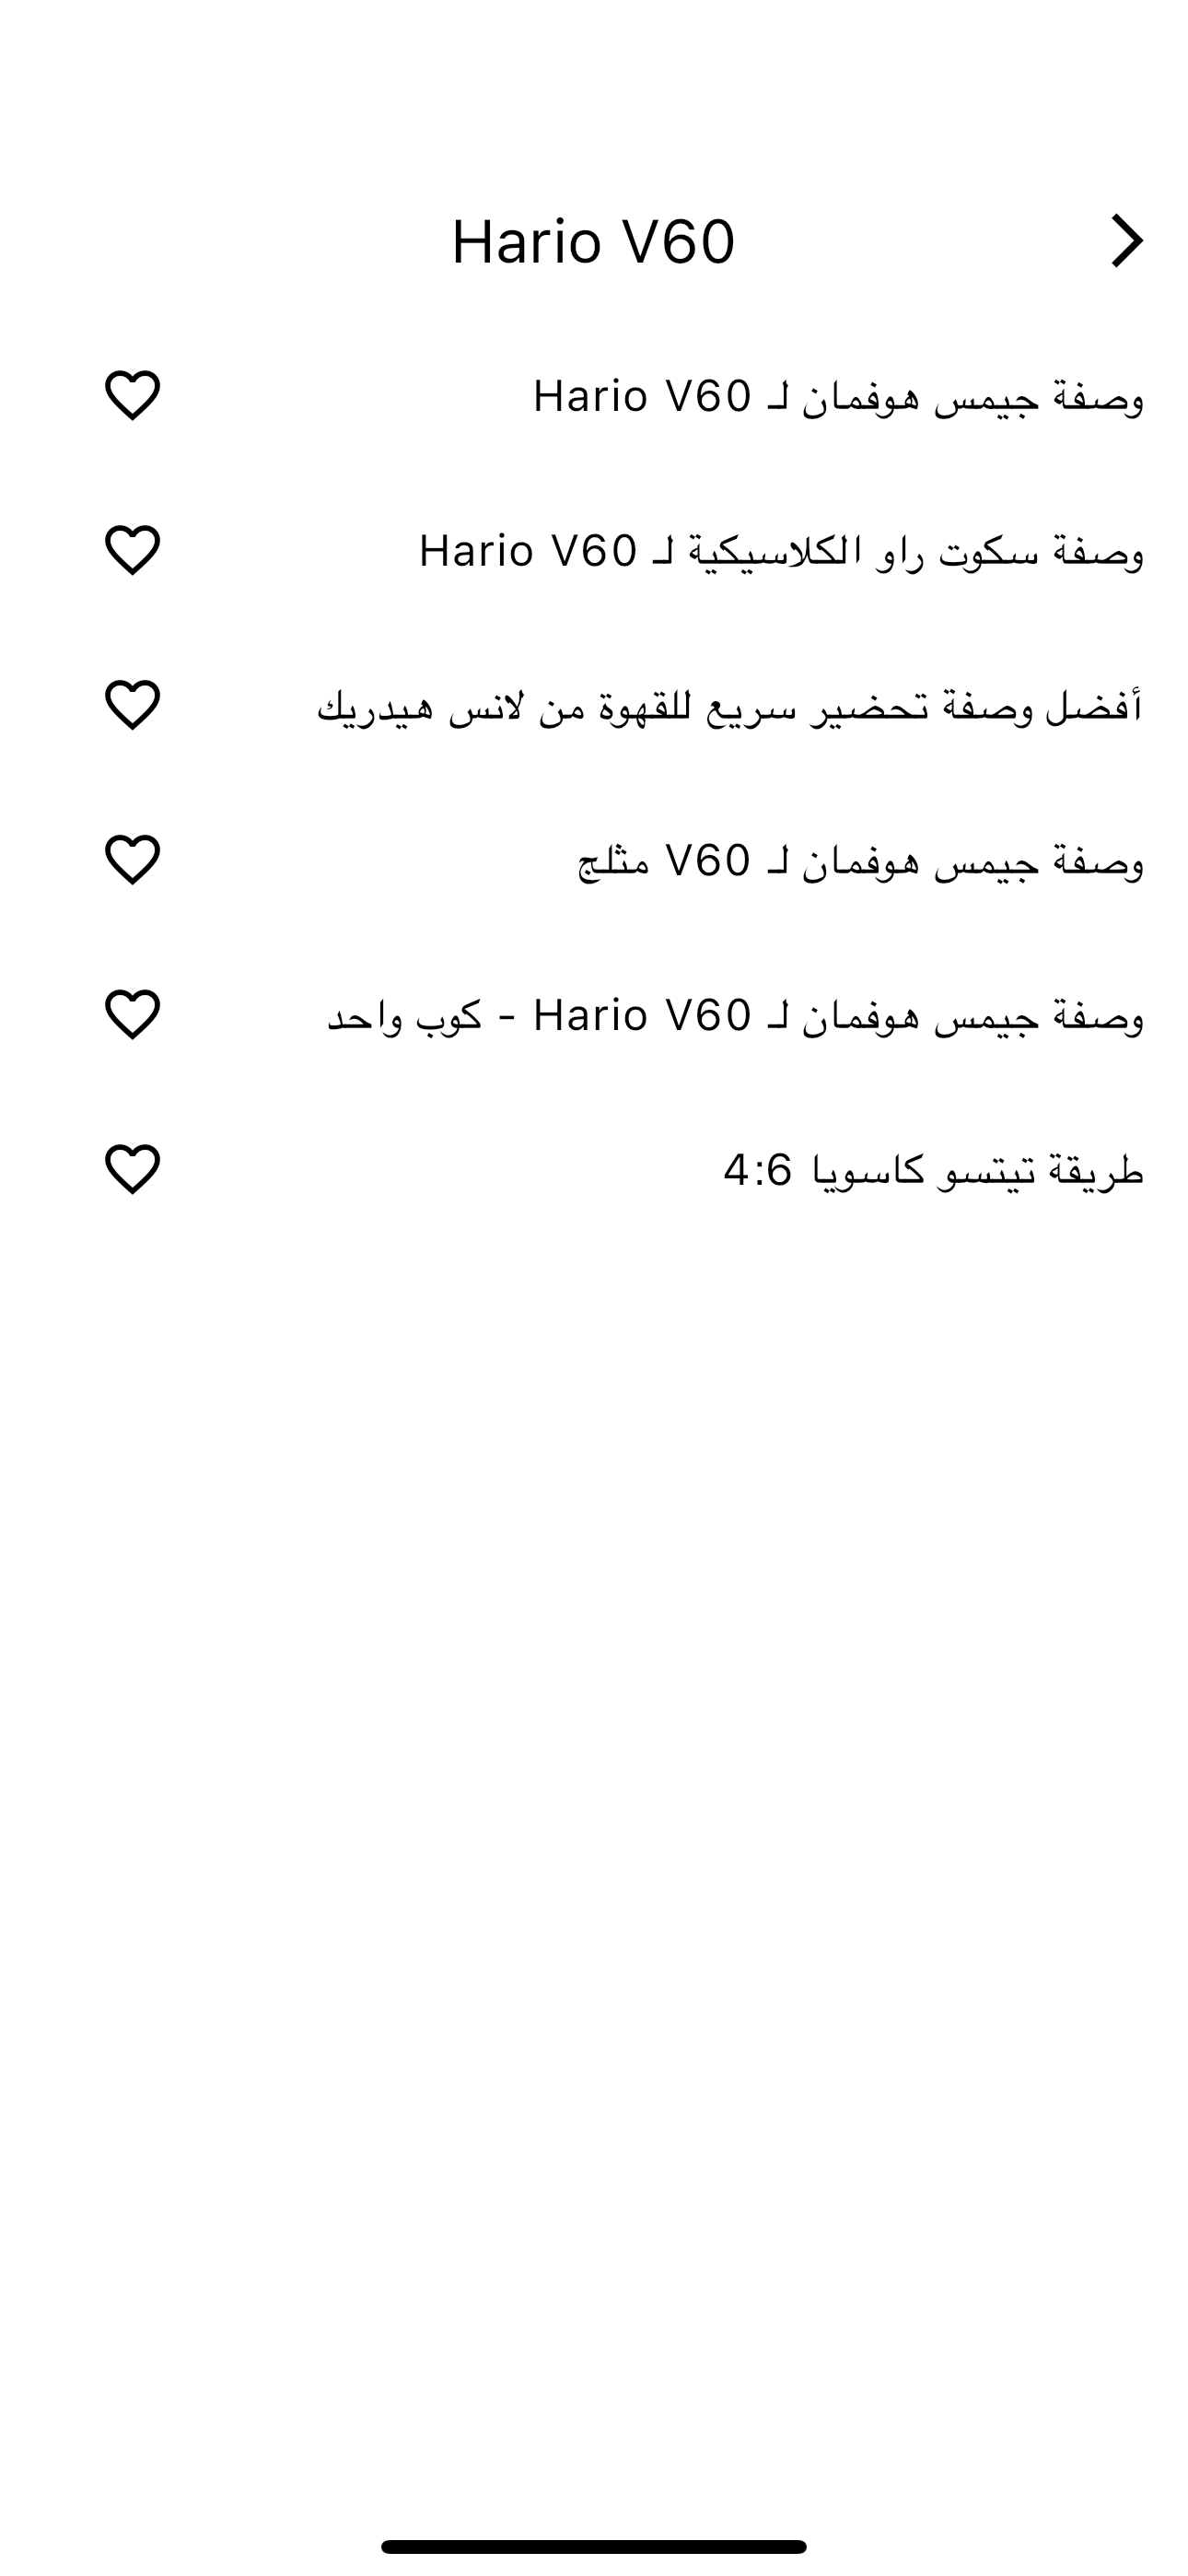 Hario V60
وصفة جيمس هوفمان لـ Hario V60
وصفة سكوت راو الكلاسيكية لـ Hario V60
أفضل وصفة تحضير سريع للقهوة من لانس هيدريك
وصفة جيمس هوفمان لـ V60 مثلج
وصفة جيمس هوفمان لـ Hario V60 - كوب واحد
طريقة تيتسو كاسويا 4:6